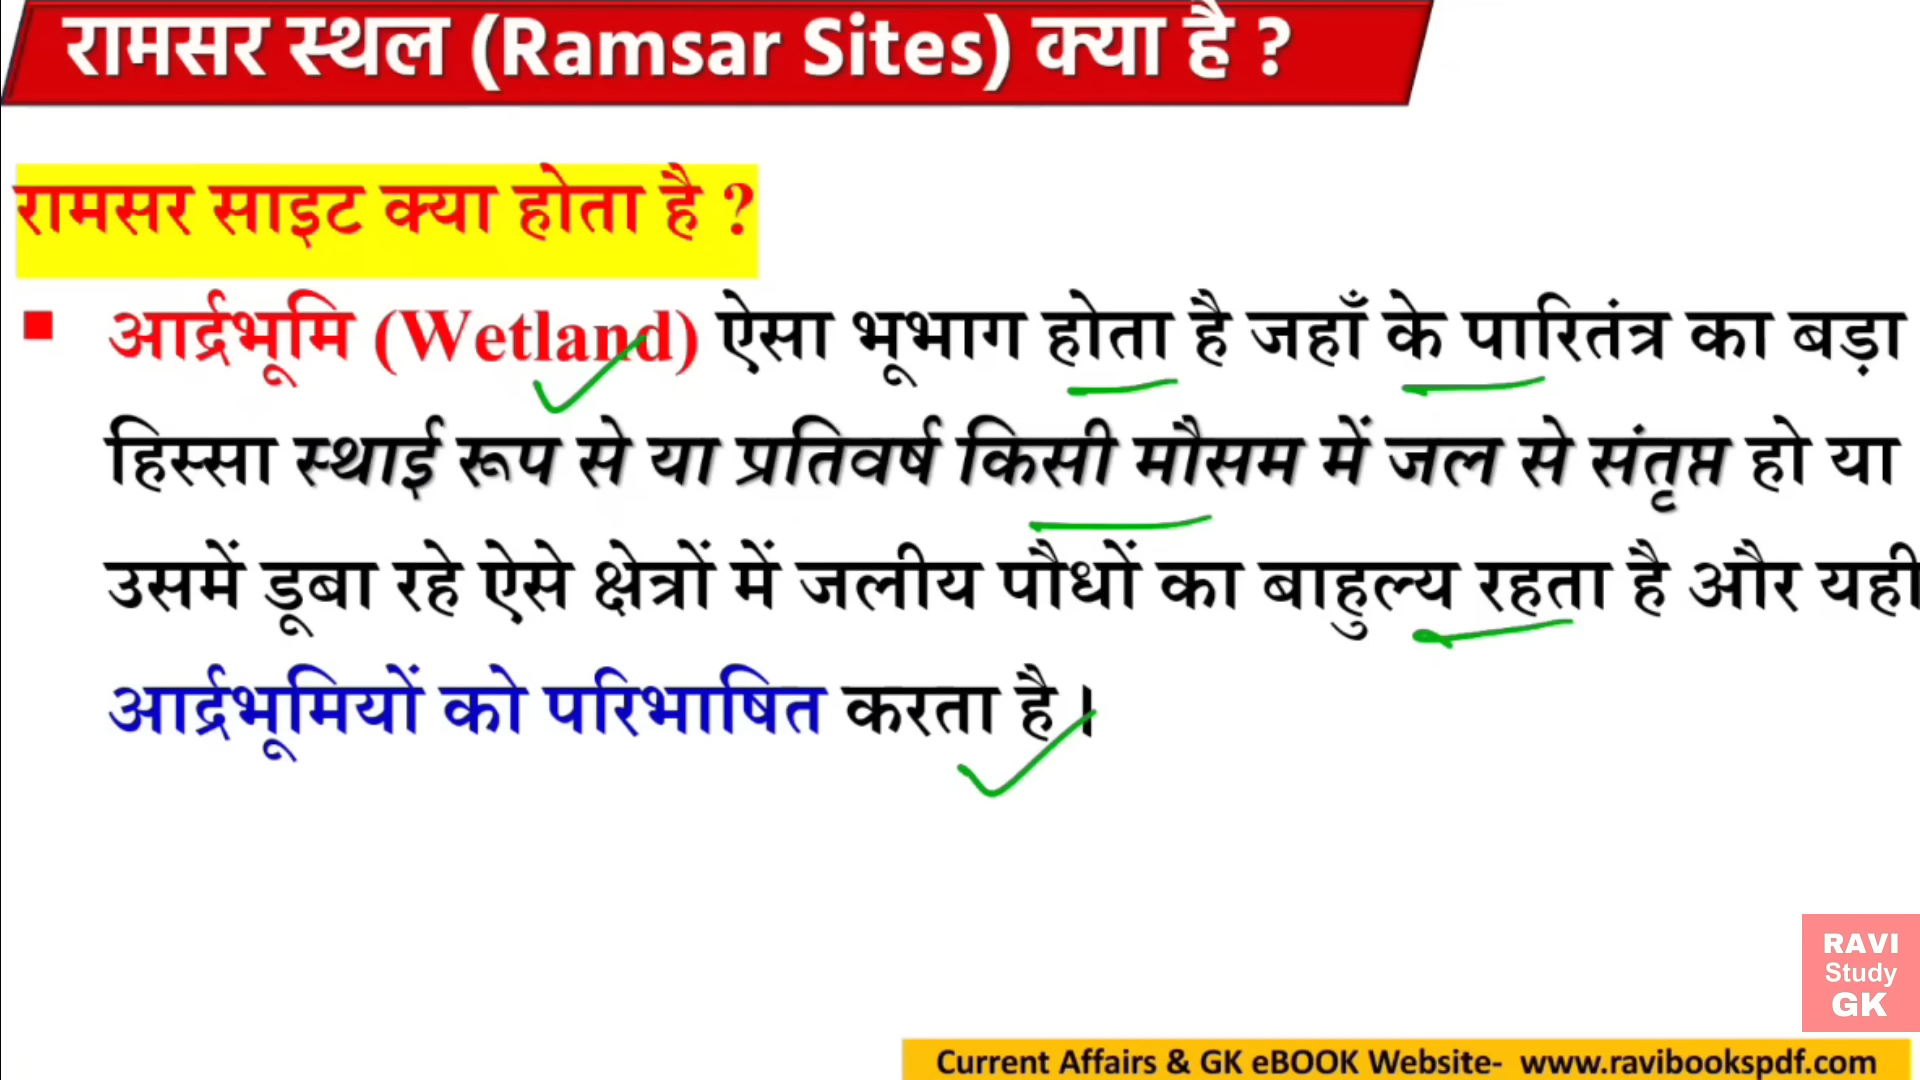 रामसर स्थल (Ramsar Sites) क्या है ?
रामसर साइट क्या होता है ?
▪ आर्द्रभूमि (Wetland) ऐसा भूभाग होता है जहाँ के पारितंत्र का बड़ा
हिस्सा स्थाई रूप से या प्रतिवर्ष किसी मौसम में जल से संतृप्त हो या
उसमें डूबा रहे ऐसे क्षेत्रों में जलीय पौधों का बाहुल्य रहता है और यही
आर्द्रभूमियों को परिभाषित करता है।
RAVI
Study
GK
Current Affairs & GK eBOOK Website- www.ravibookspdf.com